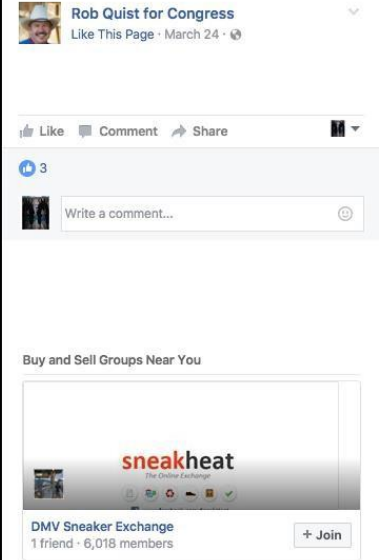 Rob Quist for Congress
Like This Page · March 24 ·
Like Comment Share
3
Write a comment...
Buy and Sell Groups Near You
sneakheat
The Online Exchange
DMV Sneaker Exchange
1 friend · 6,018 members
+ Join